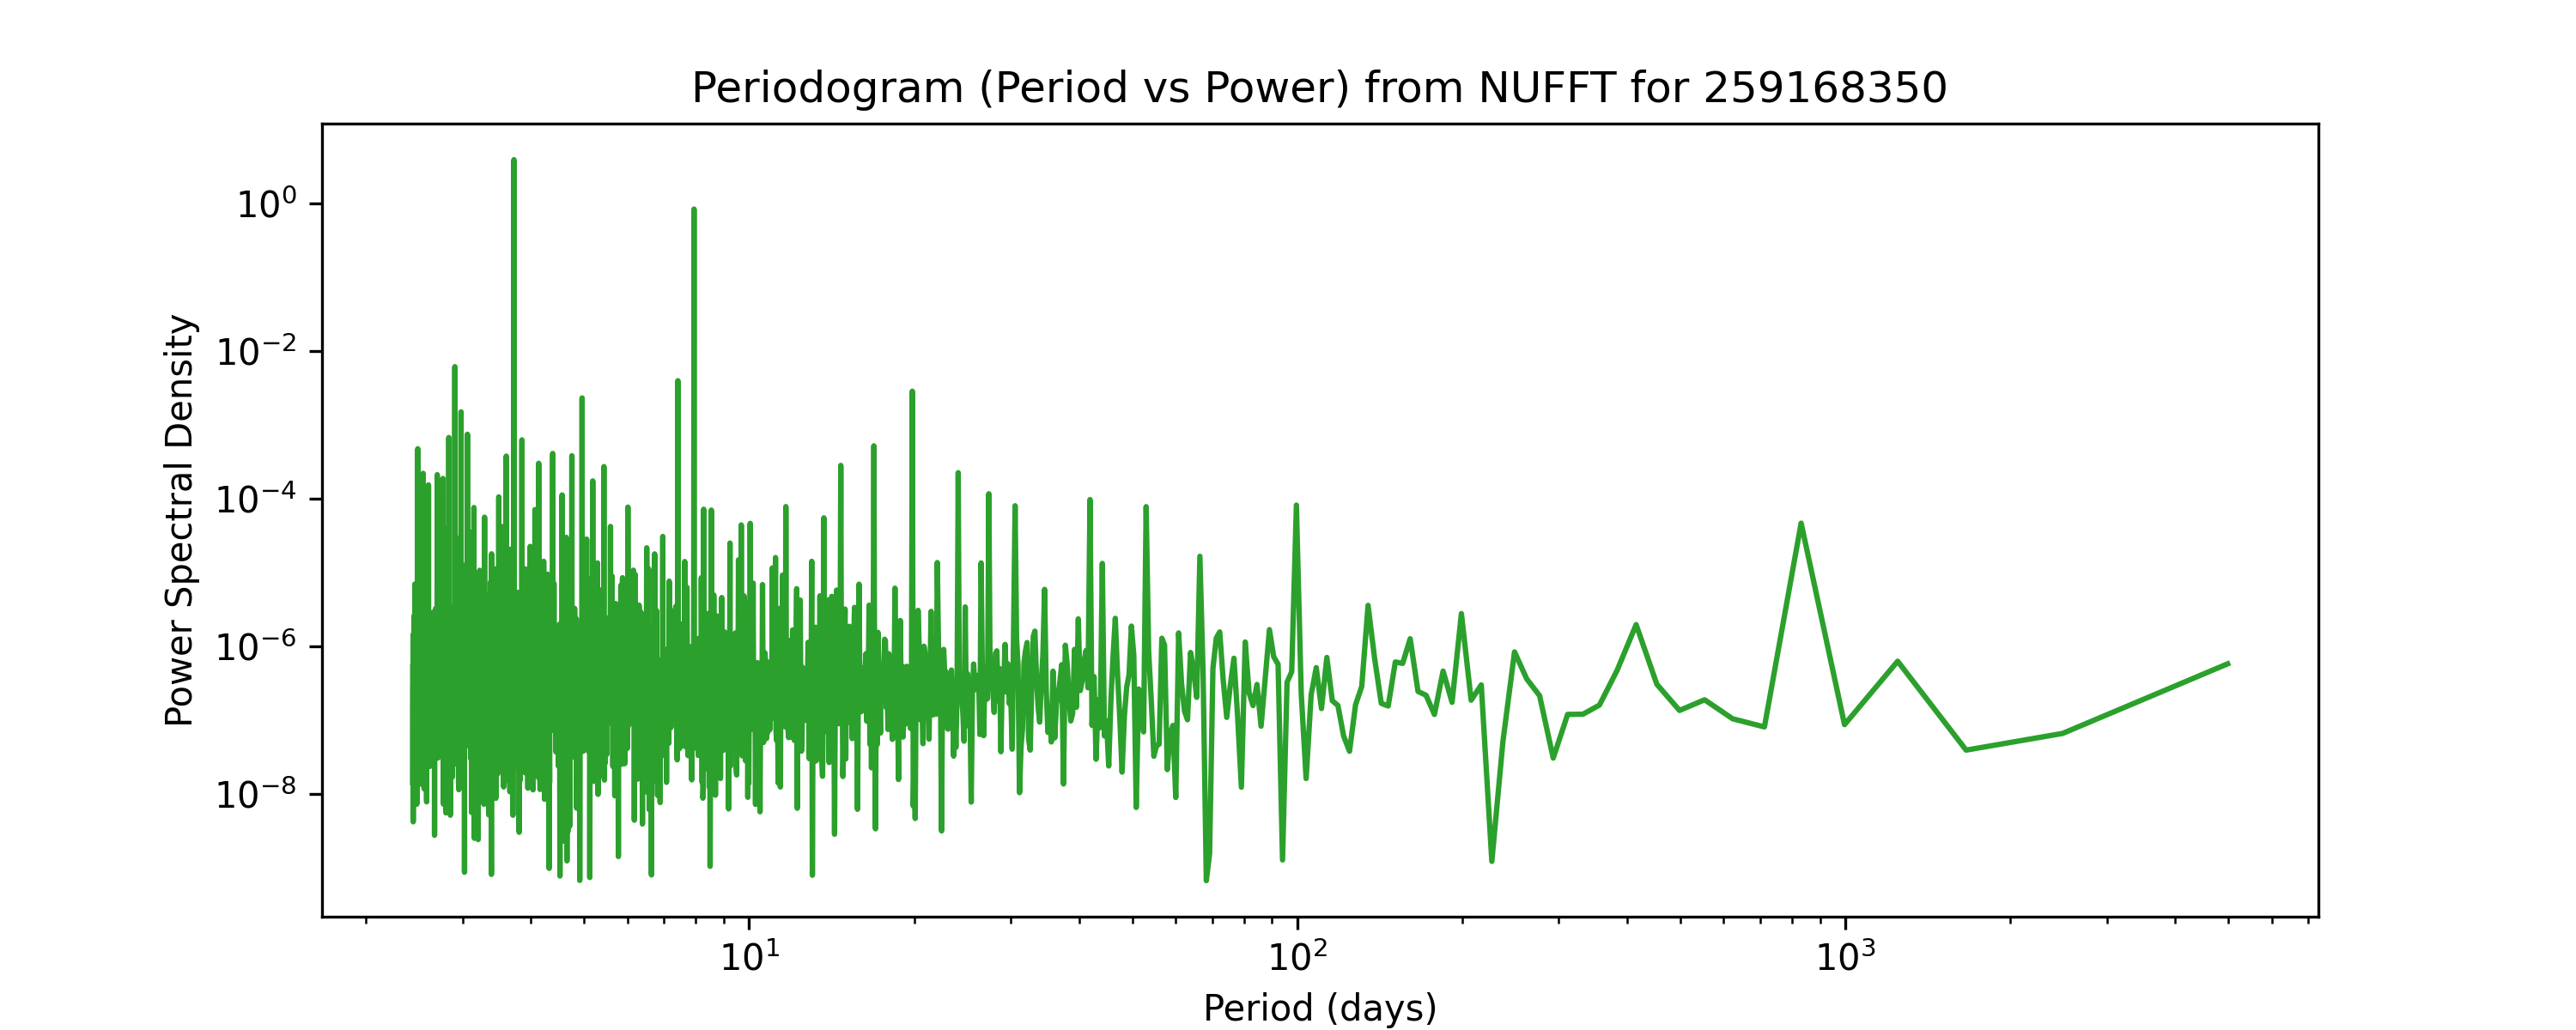 Periodogram (Period vs Power) from NUFFT for 259168350
Power Spectral Density
10⁰
10⁻²
10⁻⁴
10⁻⁶
10⁻⁸
10¹ 10² 10³
Period (days)